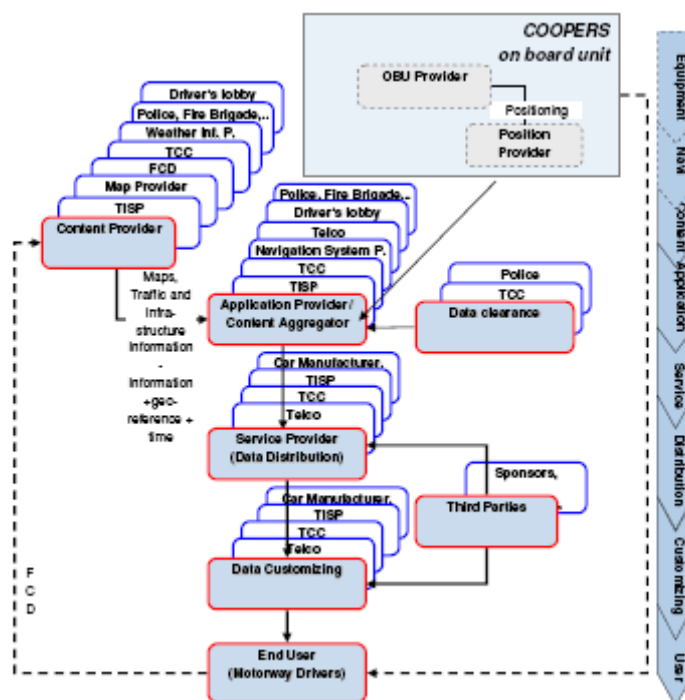 COOPERS
on board unit
OBU Provider
Positioning
Position
Provider
Driver's lobby
Police, Fire Brigade,..
Weather Inf. P.
TCC
FCD
Map Provider
TISP
Content Provider
Maps,
Traffic and
Infra-
structure
Information
-
Information
+geo-
reference +
time
Police, Fire Brigade,..
Driver's lobby
Telco
Navigation System P.
TCC
TISP
Application Provider/
Content Aggregator
Police
TCC
Data clearance
Car Manufacturer,
TISP
TCC
Telco
Service Provider
(Data Distribution)
Sponsors,
Third Parties
Car Manufacturer,
TISP
TCC
Telco
Data Customizing
F
C
D
End User
(Motorway Drivers)
Equipment
Application
Service
Distribution
Customizing
User